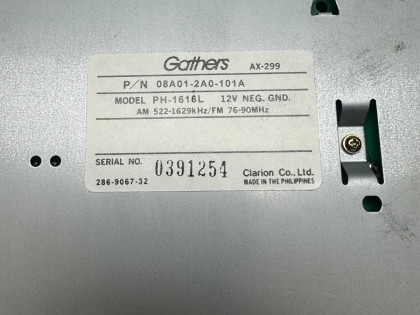 Gathers AX-299
P/N 08A01-2A0-101A
MODEL PH-1616L 12V NEG. GND.
AM 522-1629kHz/FM 76-90MHz
SERIAL NO. 0391254
286-9067-32 Clarion Co., Ltd.
MADE IN THE PHILIPPINES